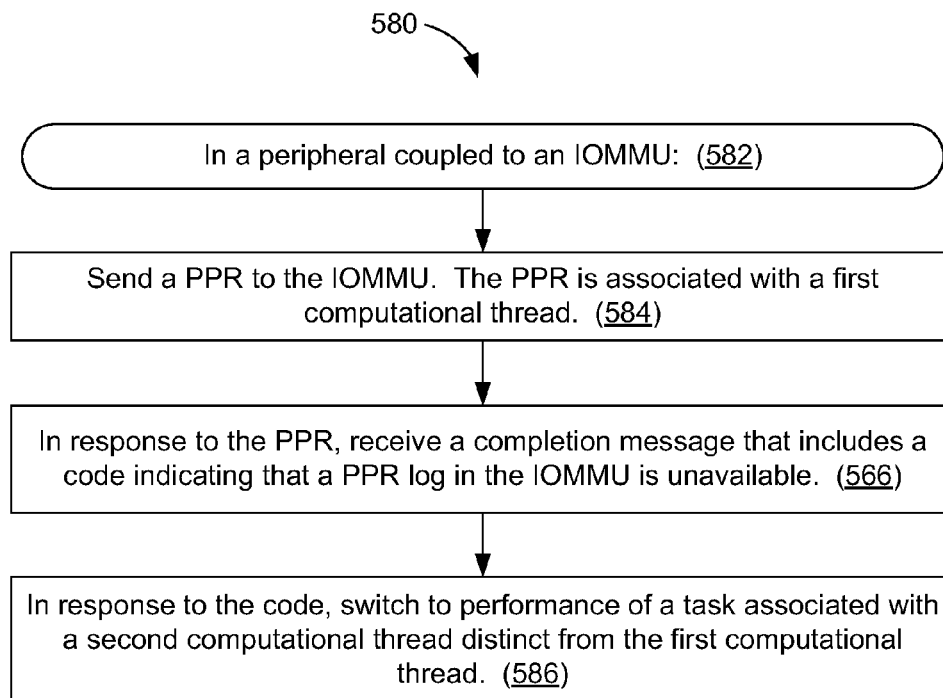 580
In a peripheral coupled to an IOMMU: (582)
Send a PPR to the IOMMU. The PPR is associated with a first
computational thread. (584)
In response to the PPR, receive a completion message that includes a
code indicating that a PPR log in the IOMMU is unavailable. (566)
In response to the code, switch to performance of a task associated with
a second computational thread distinct from the first computational
thread. (586)